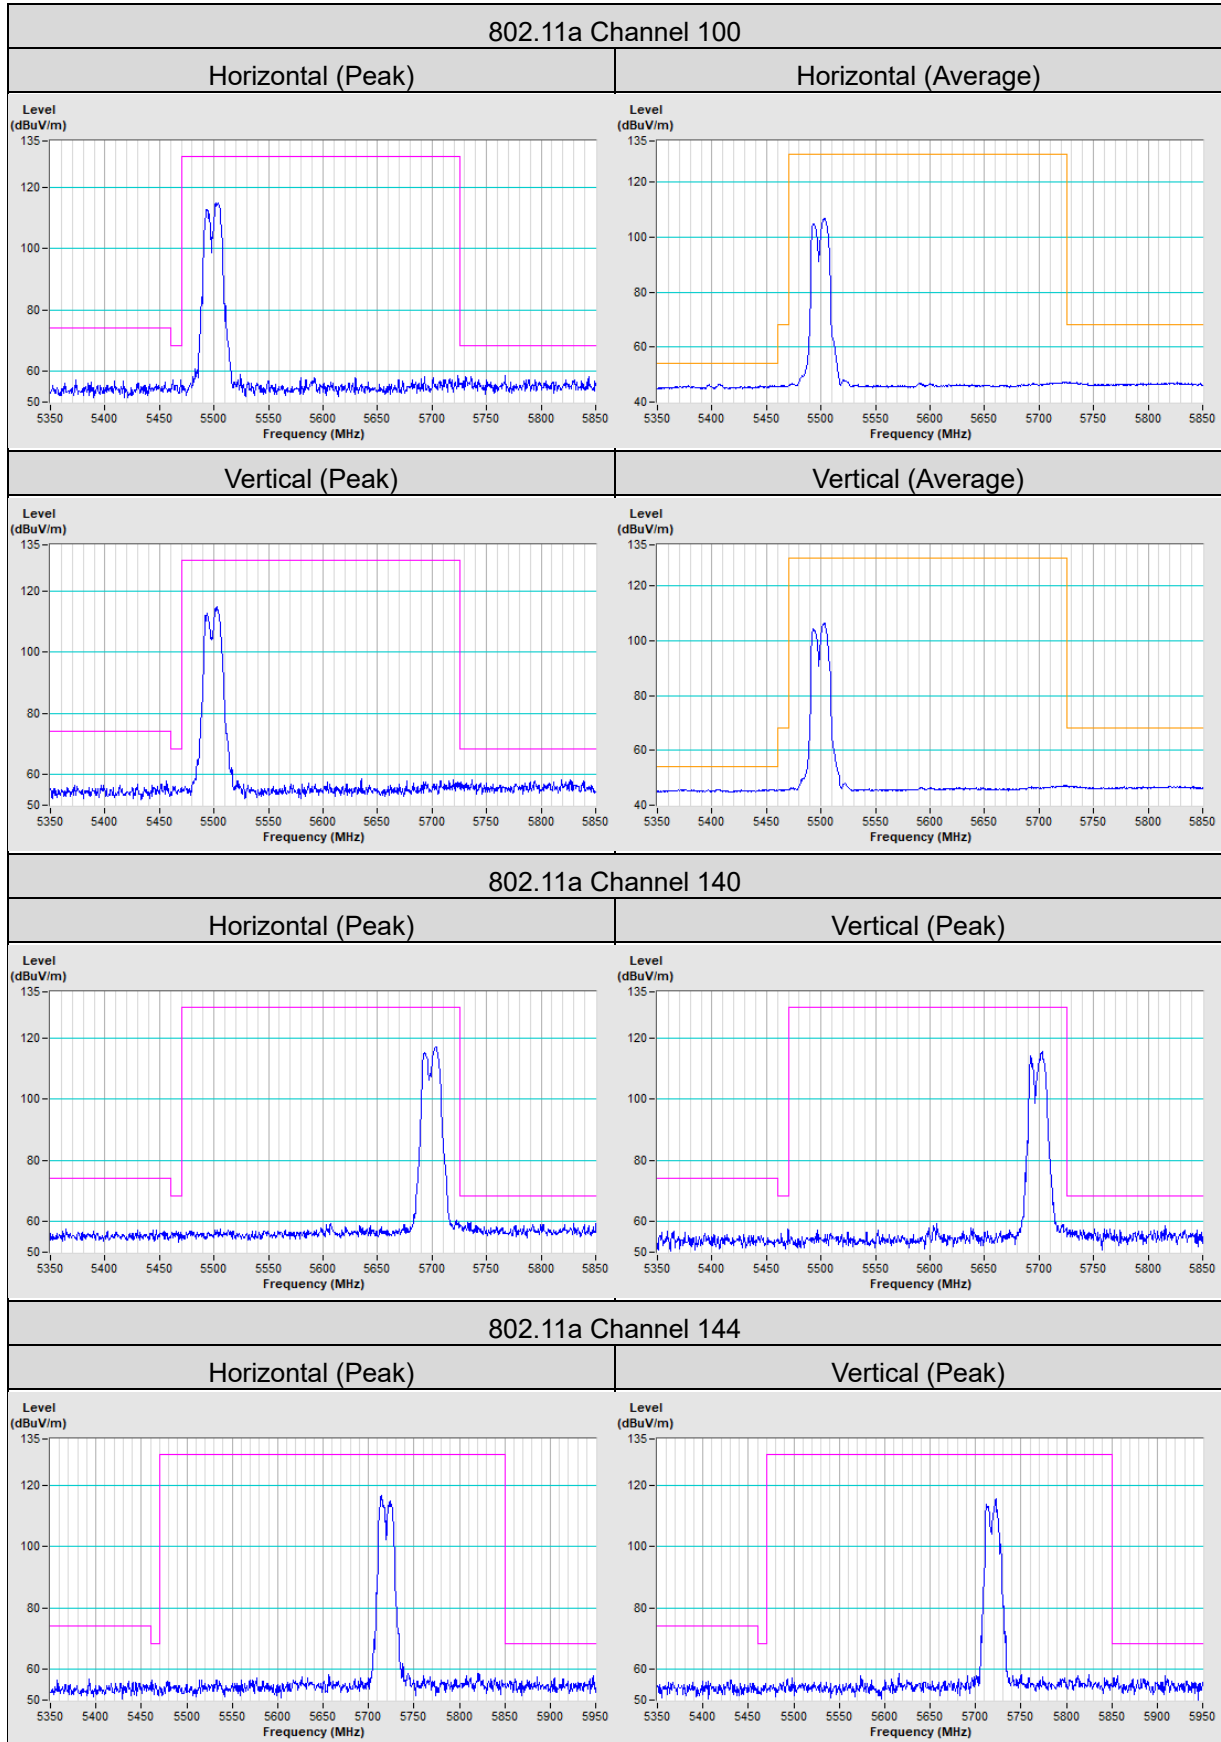 802.11a Channel 100
Horizontal (Peak)
Horizontal (Average)
Level
(dBuV/m)
135
120
100
80
60
50
5350 5400 5450 5500 5550 5600 5650 5700 5750 5800 5850
Frequency (MHz)
Level
(dBuV/m)
135
120
100
80
60
40
5350 5400 5450 5500 5550 5600 5650 5700 5750 5800 5850
Frequency (MHz)
Vertical (Peak)
Vertical (Average)
Level
(dBuV/m)
135
120
100
80
60
50
5350 5400 5450 5500 5550 5600 5650 5700 5750 5800 5850
Frequency (MHz)
Level
(dBuV/m)
135
120
100
80
60
40
5350 5400 5450 5500 5550 5600 5650 5700 5750 5800 5850
Frequency (MHz)
802.11a Channel 140
Horizontal (Peak)
Vertical (Peak)
Level
(dBuV/m)
135
120
100
80
60
50
5350 5400 5450 5500 5550 5600 5650 5700 5750 5800 5850
Frequency (MHz)
Level
(dBuV/m)
135
120
100
80
60
50
5350 5400 5450 5500 5550 5600 5650 5700 5750 5800 5850
Frequency (MHz)
802.11a Channel 144
Horizontal (Peak)
Vertical (Peak)
Level
(dBuV/m)
135
120
100
80
60
50
5350 5400 5450 5500 5550 5600 5650 5700 5750 5800 5850 5900 5950
Frequency (MHz)
Level
(dBuV/m)
135
120
100
80
60
50
5350 5400 5450 5500 5550 5600 5650 5700 5750 5800 5850 5900 5950
Frequency (MHz)